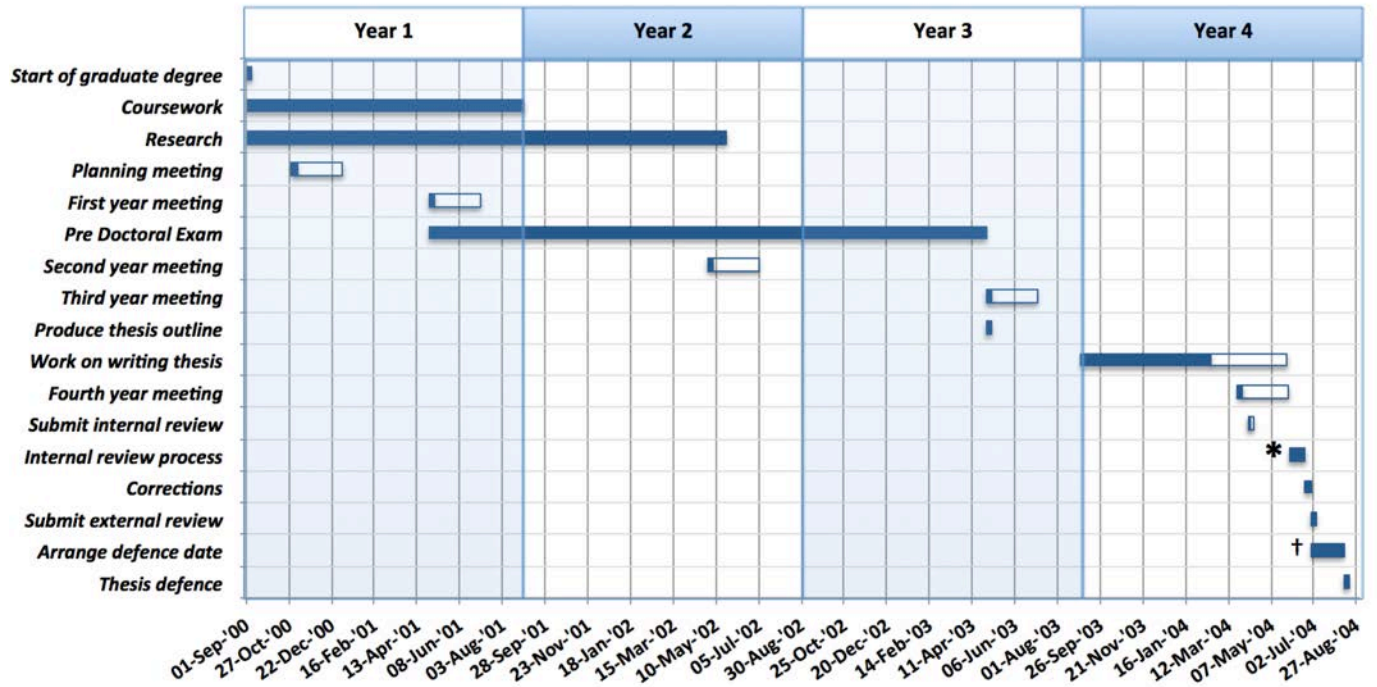 Year 1
Year 2
Year 3
Year 4
Start of graduate degree
Coursework
Research
Planning meeting
First year meeting
Pre Doctoral Exam
Second year meeting
Third year meeting
Produce thesis outline
Work on writing thesis
Fourth year meeting
Submit internal review
Internal review process
*
Corrections
Submit external review
Arrange defence date
†
Thesis defence
01-Sep-'00
27-Oct-'00
22-Dec-'00
16-Feb-'01
13-Apr-'01
08-Jun-'01
03-Aug-'01
28-Sep-'01
23-Nov-'01
18-Jan-'02
15-Mar-'02
10-May-'02
05-Jul-'02
30-Aug-'02
25-Oct-'02
20-Dec-'02
14-Feb-'03
11-Apr-'03
06-Jun-'03
01-Aug-'03
26-Sep-'03
21-Nov-'03
16-Jan-'04
12-Mar-'04
07-May-'04
02-Jul-'04
27-Aug-'04